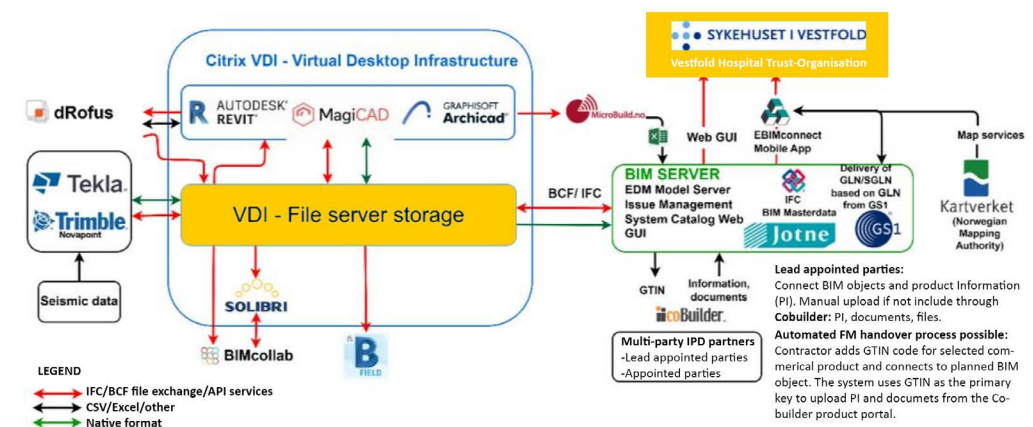 SYKEHUSET I VESTFOLD
Vestfold Hospital Trust-Organisation
Citrix VDI - Virtual Desktop Infrastructure
dRofus
R AUTODESK®
REVIT®
MagiCAD
GRAPHISOFT
Archicad®
MicroBuild.no
Web GUI
EBIMconnect
Mobile App
Map services
Tekla®
Trimble®
Novapoint
VDI - File server storage
BCF/ IFC
BIM SERVER
EDM Model Server
Issue Management
System Catalog Web
GUI
IFC
BIM Masterdata
Jotne
Delivery of
GLN/SGLN
based on GLN
from GS1
GS1
Kartverket
(Norwegian
Mapping
Authority)
Seismic data
SOLIBRI
BIMcollab
B
FIELD
GTIN
Information,
documents
coBuilder
Multi-party IPD partners
-Lead appointed parties
-Appointed parties
Lead appointed parties:
Connect BIM objects and product Information
(PI). Manual upload if not include through
Cobuilder: PI, documents, files.
Automated FM handover process possible:
Contractor adds GTIN code for selected com-
merical product and connects to planned BIM
object. The system uses GTIN as the primary
key to upload PI and documets from the Co-
builder product portal.
LEGEND
IFC/BCF file exchange/API services
CSV/Excel/other
Native format